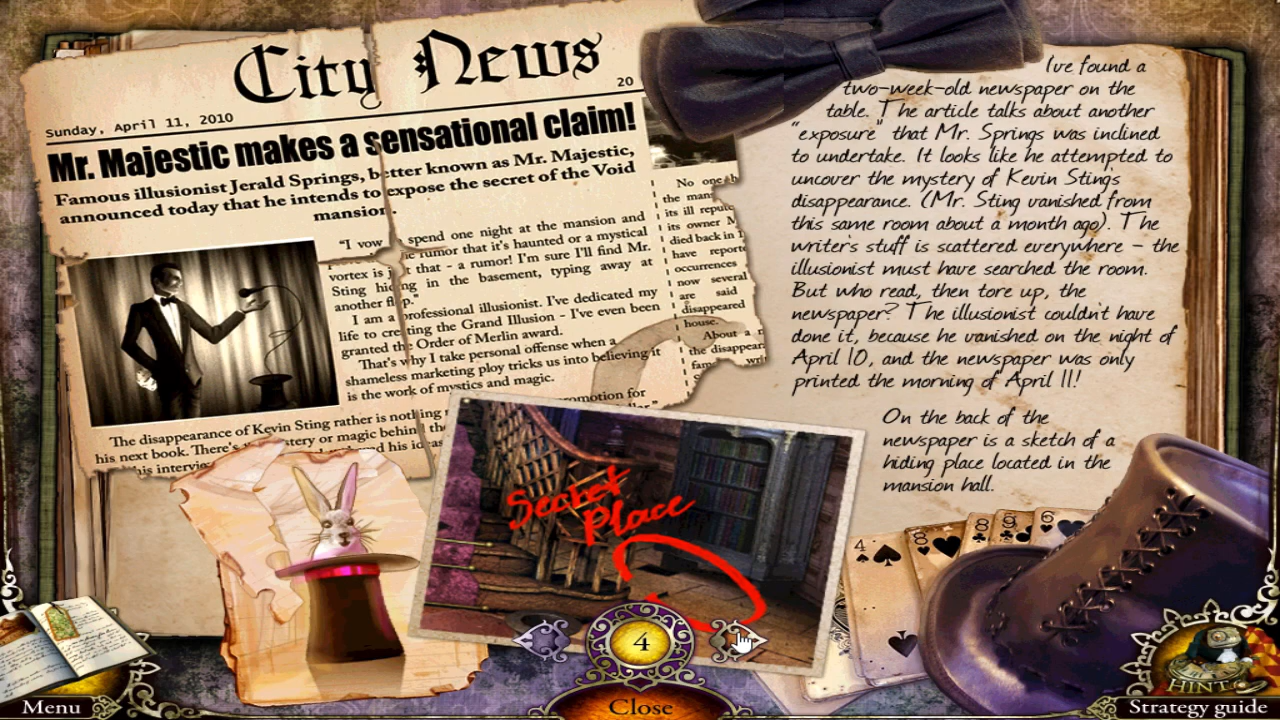 City News
20
Sunday, April 11, 2010
Mr. Majestic makes a sensational claim!
Famous illusionist Jerald Springs, better known as Mr. Majestic,
announced today that he intends to expose the secret of the Void
mansion.
"I vow spend one night at the mansion and
rumor that it's haunted or a mystical
vortex is that - a rumor! I'm sure I'll find Mr.
Sting hiding in the basement, typing away at
another flop."
I am a professional illusionist. I've dedicated my
life to creating the Grand Illusion - I've even been
granted the Order of Merlin award.
That's why I take personal offense when a
shameless marketing ploy tricks us into believing it
is the work of mystics and magic.
omotion for
The disappearance of Kevin Sting rather is nothing
his next book. There's stery or magic behind
his intervie
No one
the mans
its ill repute
its owner
died back in
have report
occurrences
now several
are said
disappeared
house.
About a
the disappear
I've found a
two-week-old newspaper on the
table. The article talks about another
"exposure" that Mr. Springs was inclined
to undertake. It looks like he attempted to
uncover the mystery of Kevin Sting's
disappearance. (Mr. Sting vanished from
this same room about a month ago). The
writer's stuff is scattered everywhere – the
illusionist must have searched the room.
But who read, then tore up, the
newspaper? The illusionist couldn't have
done it, because he vanished on the night of
April 10, and the newspaper was only
printed the morning of April 11!
On the back of the
newspaper is a sketch of a
hiding place located in the
mansion hall.
Secret
Place
4
8
8
9
6
4
Close
Menu
HINT
Strategy guide